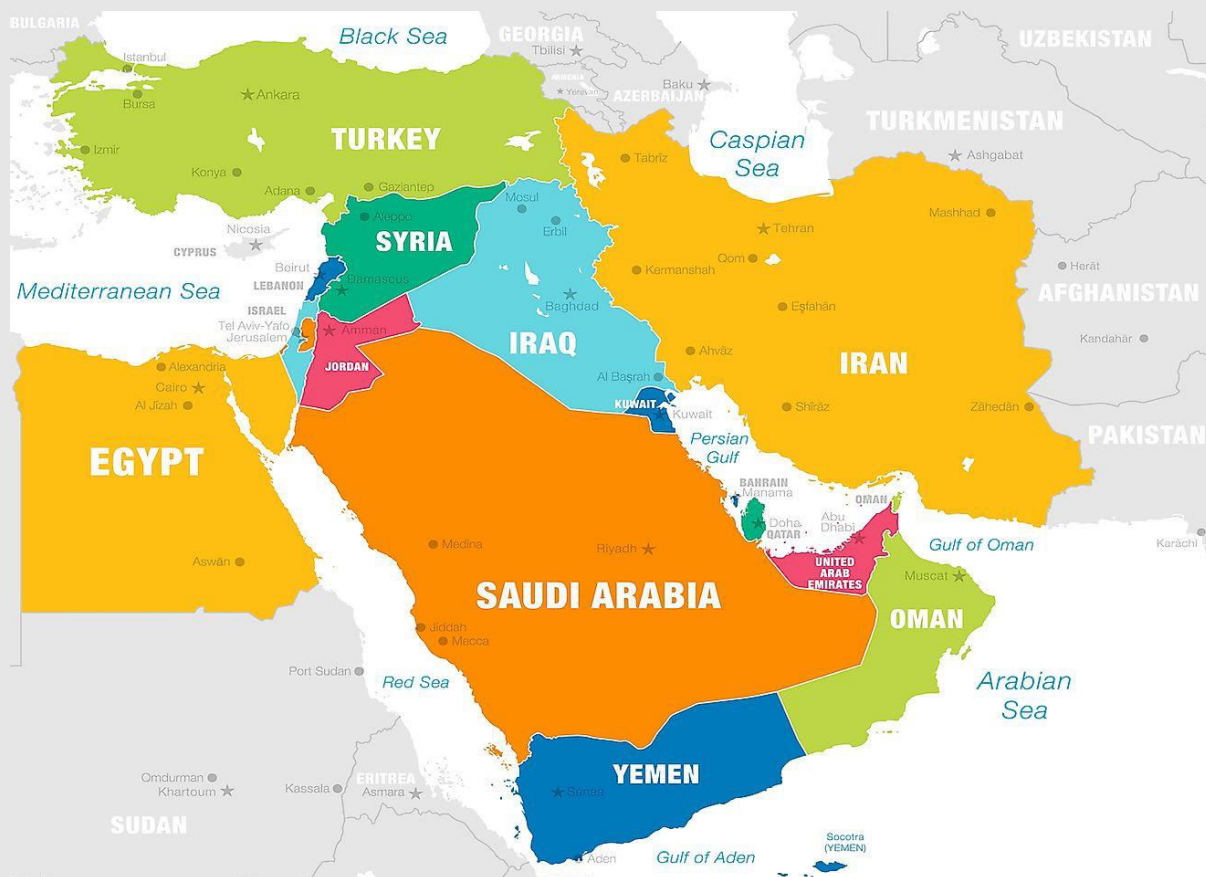 BULGARIA
Black Sea
GEORGIA
Tbilisi
UZBEKISTAN
Istanbul
Bursa
Ankara
ARMENIA
Yerevan
Baku
AZERBAIJAN
TURKMENISTAN
Caspian
Sea
Ashgabat
TURKEY
Izmir
Konya
Adana
Gaziantep
Tabrīz
Mosul
Erbil
Aleppo
SYRIA
Nicosia
CYPRUS
Mashhad
Tehran
Qom
Kermanshah
Herāt
Beirut
LEBANON
Damascus
Mediterranean Sea
AFGHANISTAN
Baghdad
Eşfahān
ISRAEL
Tel Aviv-Yafo
Jerusalem
Amman
IRAQ
Kandahār
Ahvāz
IRAN
JORDAN
Alexandria
Cairo
Al Jīzah
Al Başrah
KUWAIT
Kuwait
Shīrāz
Zāhedān
PAKISTAN
Persian
Gulf
EGYPT
BAHRAIN
Manama
OMAN
Doha
QATAR
Abu
Dhabi
Gulf of Oman
Karāchi
Medina
Riyadh
Aswān
UNITED
ARAB
EMIRATES
Muscat
SAUDI ARABIA
OMAN
Jiddah
Mecca
Port Sudan
Red Sea
Arabian
Sea
YEMEN
Sanaa
Omdurman
Khartoum
Kassala
ERITREA
Asmara
SUDAN
Socotra
(YEMEN)
Aden
Gulf of Aden